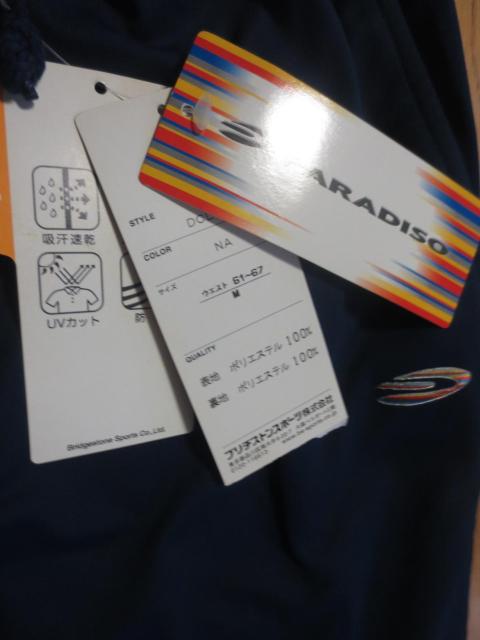 PARADISO
吸汗速乾
UVカット
防
Bridgestone Sports Co.,Ltd.
STYLE
COLOR NA
サイズ ウエスト 61~67
M
QUALITY
表地 ポリエステル 100%
裏地 ポリエステル 100%
ブリヂストンスポーツ株式会社